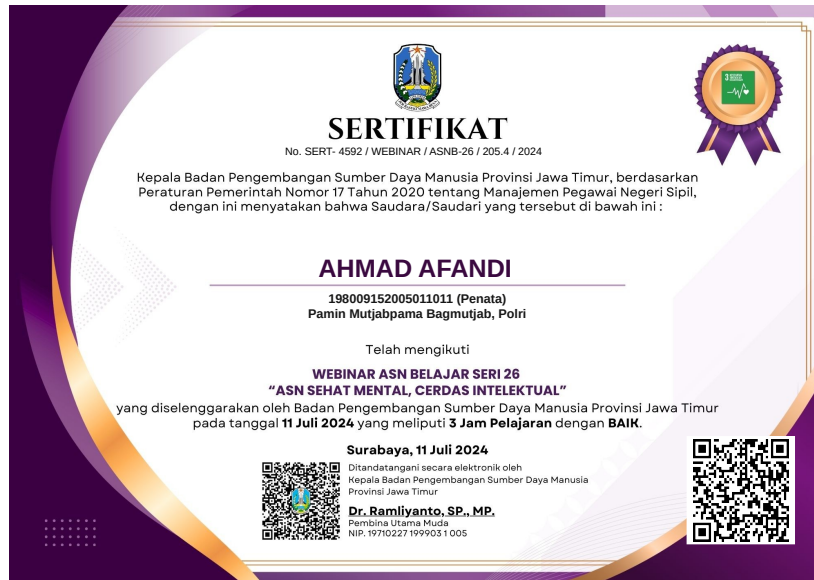 SERTIFIKAT
No. SERT- 4592 / WEBINAR / ASNB-26 / 205.4 / 2024
Kepala Badan Pengembangan Sumber Daya Manusia Provinsi Jawa Timur, berdasarkan
Peraturan Pemerintah Nomor 17 Tahun 2020 tentang Manajemen Pegawai Negeri Sipil,
dengan ini menyatakan bahwa Saudara/Saudari yang tersebut di bawah ini :
AHMAD AFANDI
198009152005011011 (Penata)
Pamin Mutjabpama Bagmutjab, Polri
Telah mengikuti
WEBINAR ASN BELAJAR SERI 26
“ASN SEHAT MENTAL, CERDAS INTELEKTUAL”
yang diselenggarakan oleh Badan Pengembangan Sumber Daya Manusia Provinsi Jawa Timur
pada tanggal 11 Juli 2024 yang meliputi 3 Jam Pelajaran dengan BAIK.
Surabaya, 11 Juli 2024
Ditandatangani secara elektronik oleh
Kepala Badan Pengembangan Sumber Daya Manusia
Provinsi Jawa Timur
Dr. Ramliyanto, SP., MP.
Pembina Utama Muda
NIP. 19710227 199903 1 005